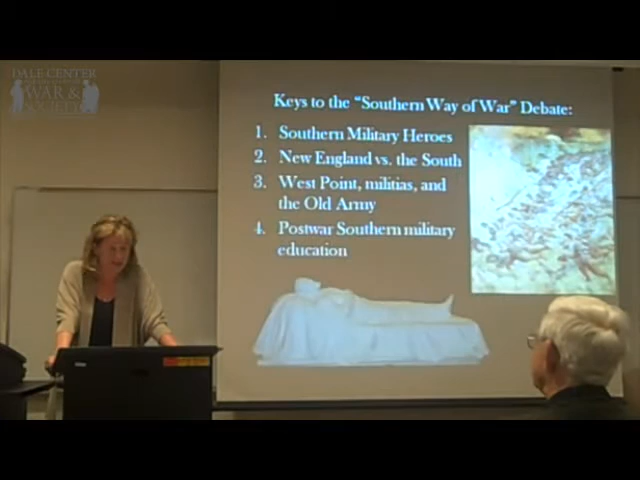 DALE CENTER
WAR &
SOCIETY
Keys to the "Southern Way of War" Debate:
1. Southern Military Heroes
2. New England vs. the South
3. West Point, militias, and
the Old Army
4. Postwar Southern military
education